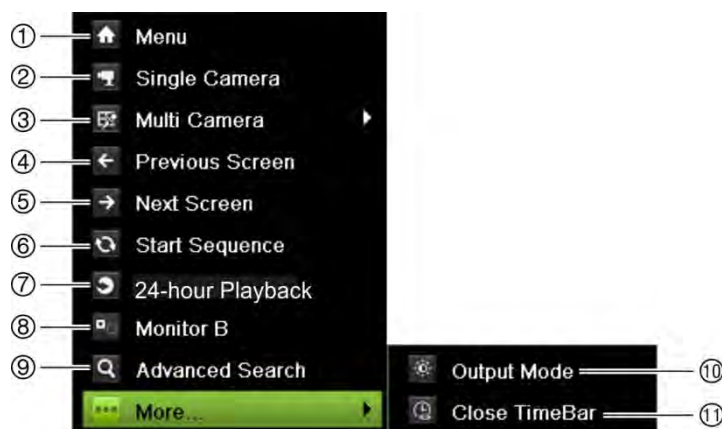 ① Menu
② Single Camera
③ Multi Camera
④ Previous Screen
⑤ Next Screen
⑥ Start Sequence
⑦ 24-hour Playback
⑧ Monitor B
⑨ Advanced Search
Output Mode ⑩
More...
Close TimeBar ⑪